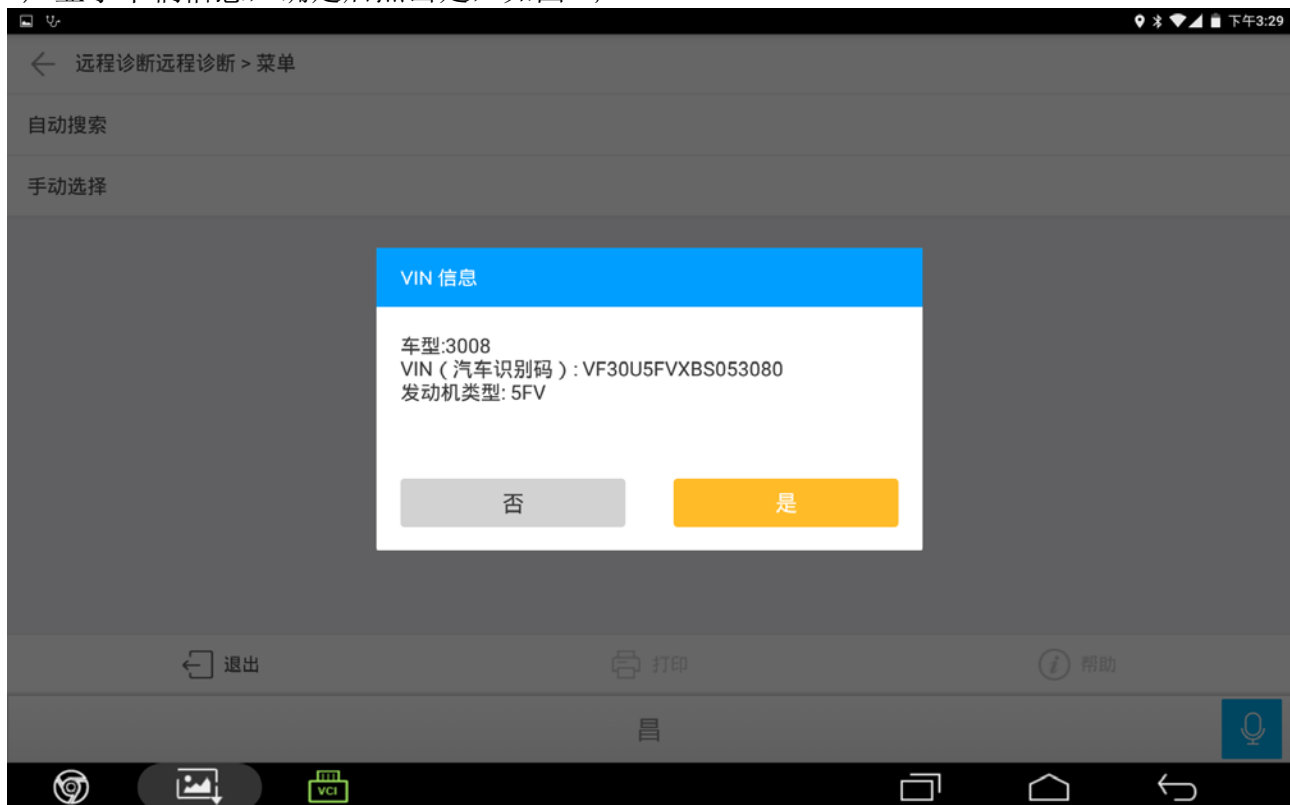 下午3:29
远程诊断远程诊断 > 菜单
自动搜索
手动选择
VIN 信息
车型:3008
VIN ( 汽车识别码 ) : VF30U5FVXBS053080
发动机类型: 5FV
否
是
退出
打印
帮助
昌
VCI